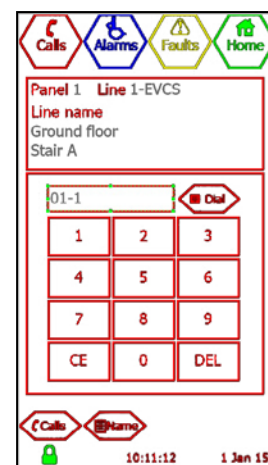 Calls Alarms Faults Home
Panel 1 Line 1-EVCS
Line name
Ground floor
Stair A
01-1 Dial
1 2 3
4 5 6
7 8 9
CE 0 DEL
Calls Name
10:11:12 1 Jan 15